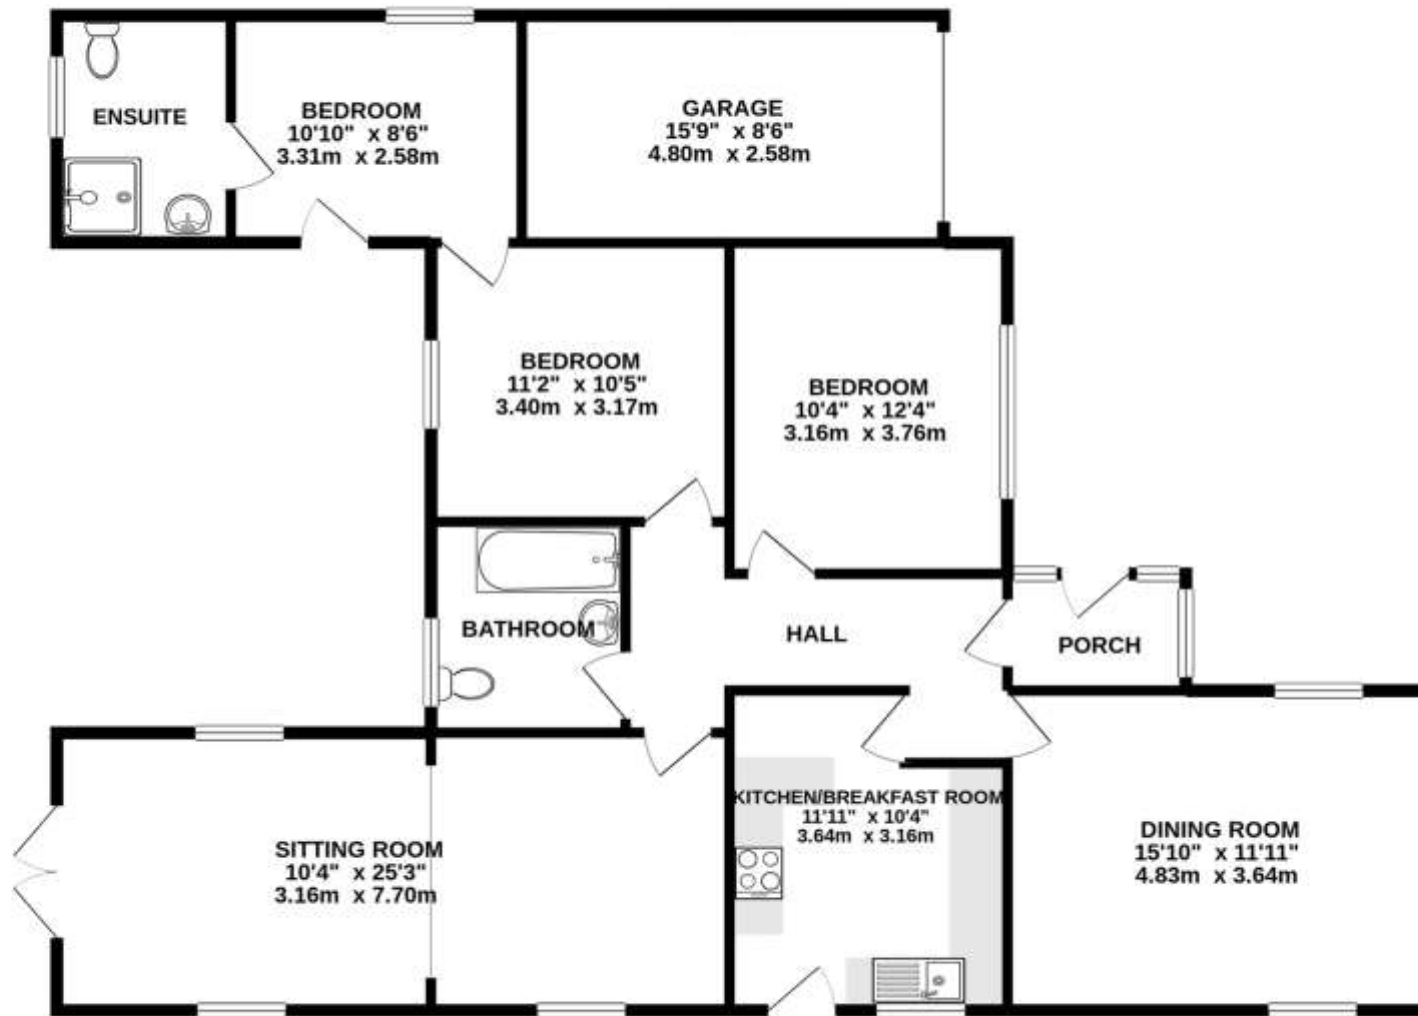 ENSUITE
BEDROOM
10'10" x 8'6"
3.31m x 2.58m
GARAGE
15'9" x 8'6"
4.80m x 2.58m
BEDROOM
11'2" x 10'5"
3.40m x 3.17m
BEDROOM
10'4" x 12'4"
3.16m x 3.76m
BATHROOM
HALL
PORCH
SITTING ROOM
10'4" x 25'3"
3.16m x 7.70m
KITCHEN/BREAKFAST ROOM
11'11" x 10'4"
3.64m x 3.16m
DINING ROOM
15'10" x 11'11"
4.83m x 3.64m